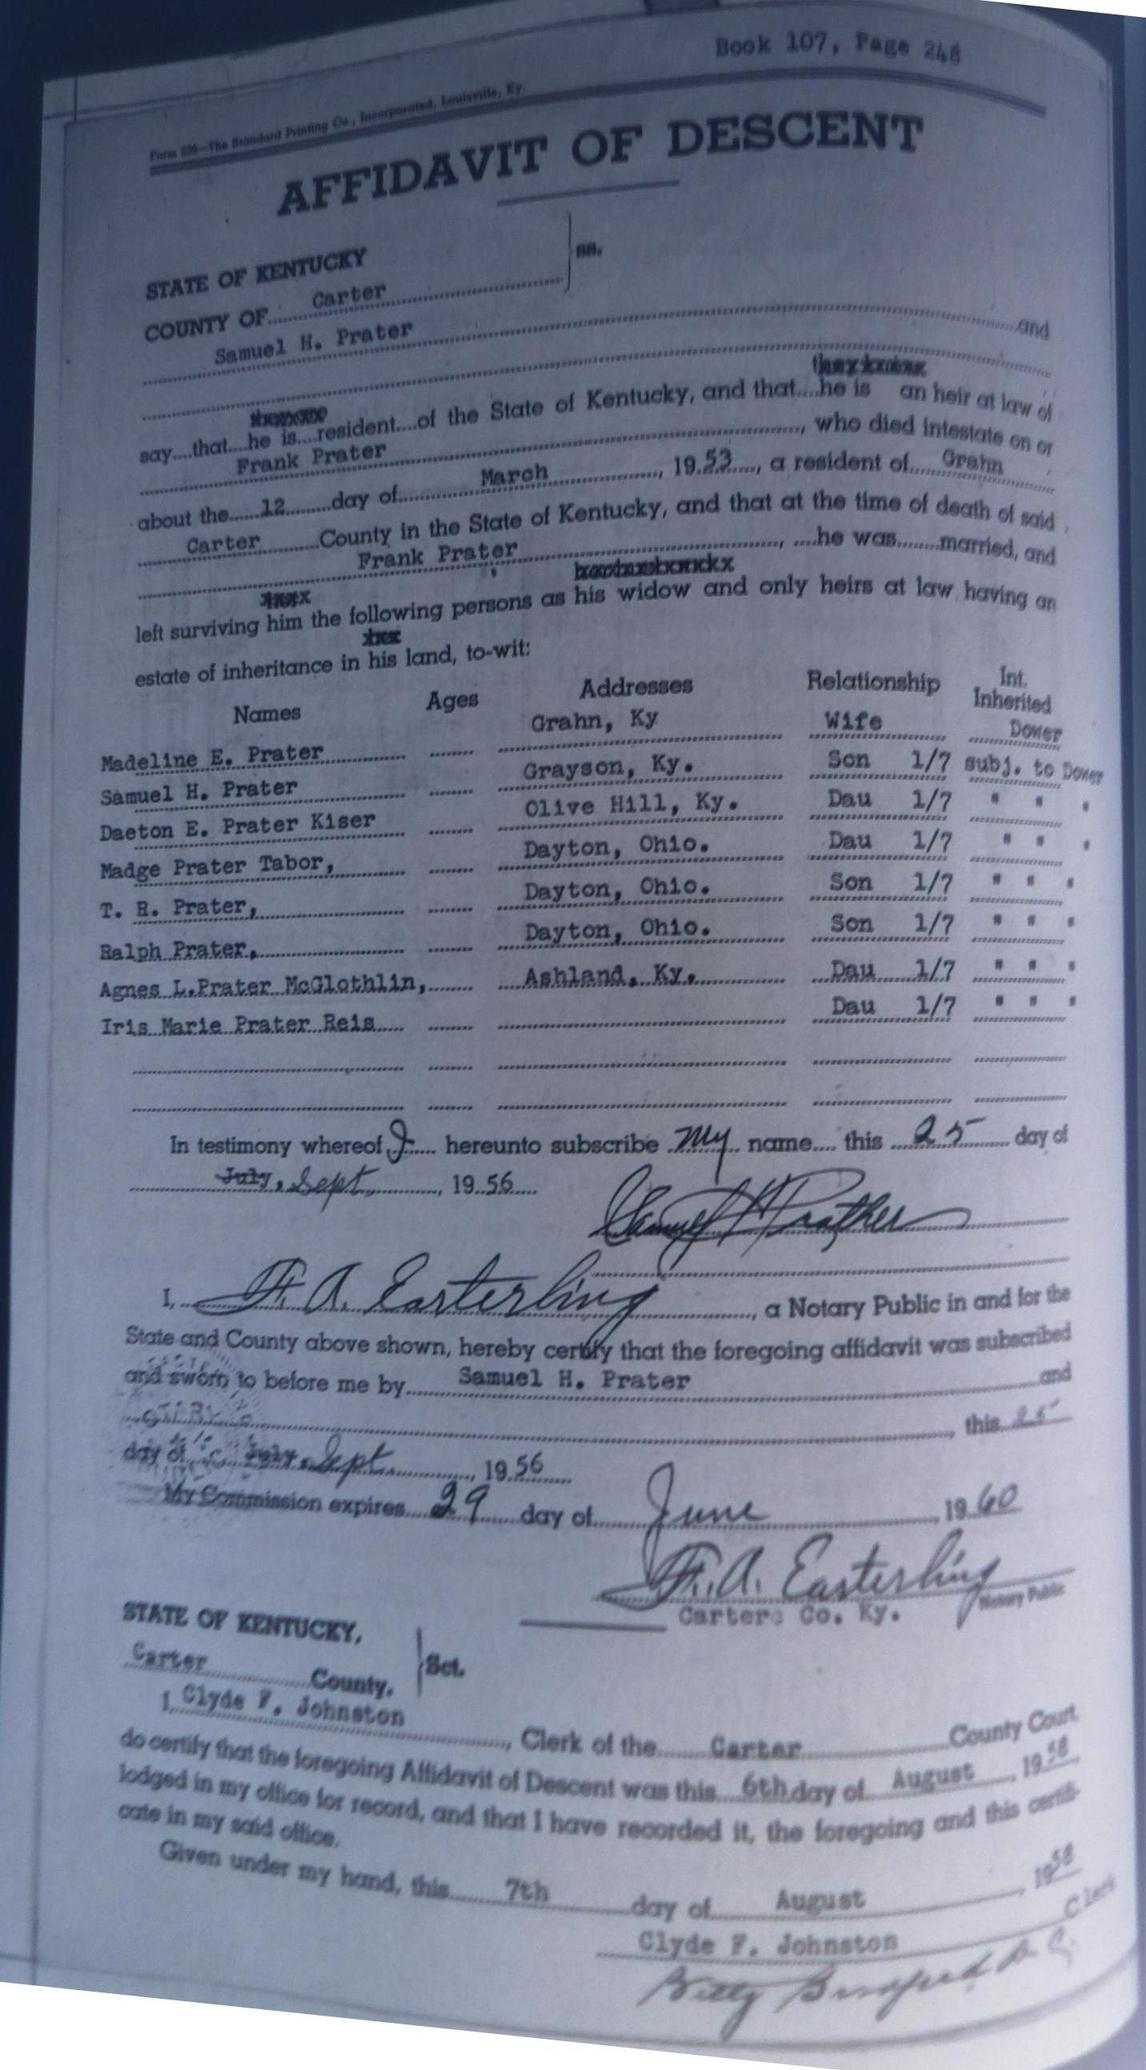 Book 107, Page 248
Form 236—The Standard Printing Co., Incorporated, Louisville, Ky.
AFFIDAVIT OF DESCENT
STATE OF KENTUCKY
ss.
COUNTY OF Carter
Samuel H. Prater and
say that he is resident of the State of Kentucky, and that he is an heir at law of
Frank Prater, who died intestate on or
about the 12 day of March, 1953, a resident of Grahn
Carter County in the State of Kentucky, and that at the time of death of said
Frank Prater, he was married, and
left surviving him the following persons as his widow and only heirs at law having an
estate of inheritance in his land, to-wit:
Names Ages Addresses Relationship Int. Inherited
Madeline E. Prater Grahn, Ky Wife Dower
Samuel H. Prater Grayson, Ky. Son 1/7 subj. to Dower
Daeton E. Prater Kiser Olive Hill, Ky. Dau 1/7 " " "
Madge Prater Tabor, Dayton, Ohio. Dau 1/7 " " "
T. R. Prater, Dayton, Ohio. Son 1/7 " " "
Ralph Prater, Dayton, Ohio. Son 1/7 " " "
Agnes L.Prater McGlothlin, Ashland, Ky. Dau 1/7 " " "
Iris Marie Prater Reis Dau 1/7 " " "
In testimony whereof I hereunto subscribe my name this 25 day of
July, Sept, 1956
Samuel H Prather
I, F. A. Easterling, a Notary Public in and for the
State and County above shown, hereby certify that the foregoing affidavit was subscribed
and sworn to before me by Samuel H. Prater and
, this 25
day of July, Sept, 1956
My Commission expires 29 day of June, 1960
F. A. Easterling
Notary Public
Carter Co. Ky.
STATE OF KENTUCKY,
Carter County. Sct.
I, Clyde F. Johnston, Clerk of the Carter County Court
do certify that the foregoing Affidavit of Descent was this 6th day of August, 1958
lodged in my office for record, and that I have recorded it, the foregoing and this certifi-
cate in my said office.
Given under my hand, this 7th day of August, 1958
Clyde F. Johnston Clerk
D. C.